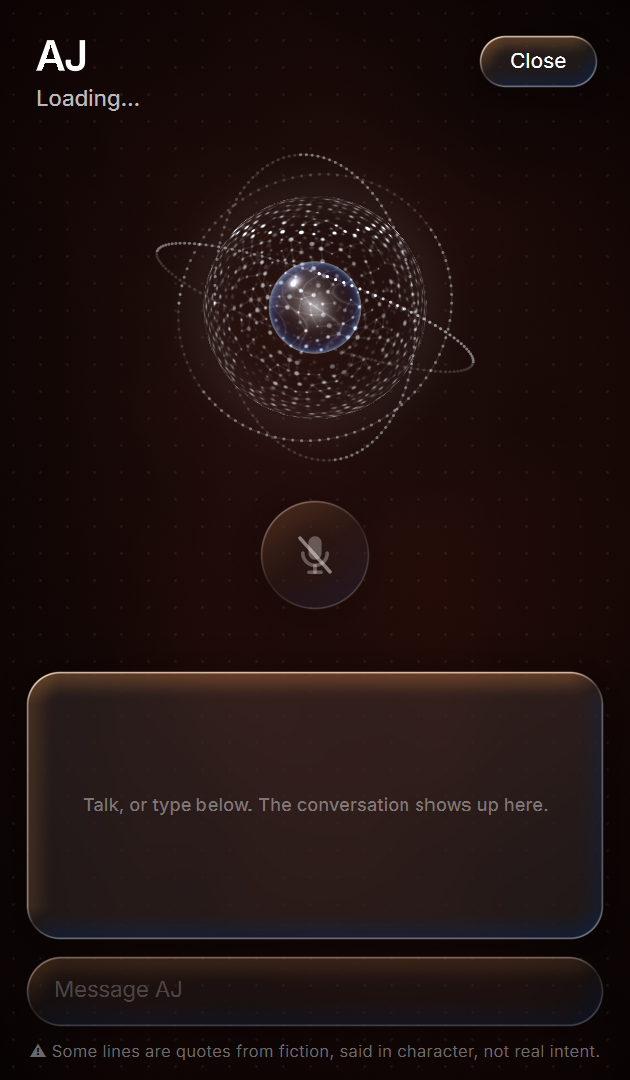 AJ
Close
Loading...
Talk, or type below. The conversation shows up here.
Message AJ
⚠ Some lines are quotes from fiction, said in character, not real intent.